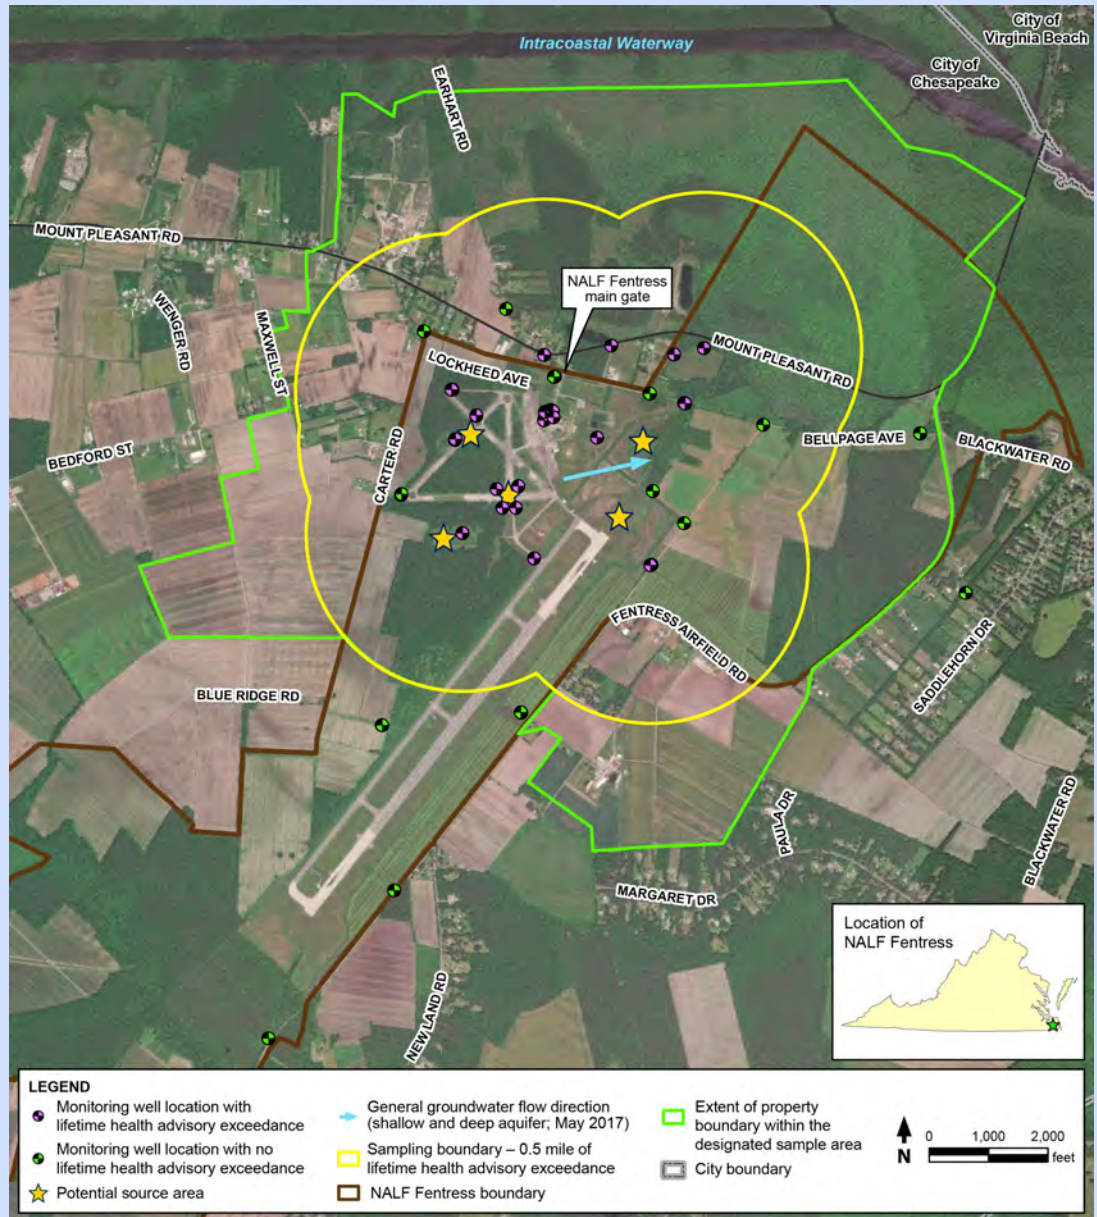 City of
Virginia Beach
Intracoastal Waterway
City of
Chesapeake
EARHART RD
MOUNT PLEASANT RD
NALF Fentress
main gate
WENGER RD
MAXWELL ST
LOCKHEED AVE
MOUNT PLEASANT RD
BEDFORD ST
CARTER RD
BELLPAGE AVE
BLACKWATER RD
FENTRESS AIRFIELD RD
SADDLEHORN DR
BLUE RIDGE RD
PAULA DR
BLACKWATER RD
MARGARET DR
NEW LAND RD
Location of
NALF Fentress
LEGEND
Monitoring well location with
lifetime health advisory exceedance
Monitoring well location with no
lifetime health advisory exceedance
Potential source area
General groundwater flow direction
(shallow and deep aquifer; May 2017)
Sampling boundary – 0.5 mile of
lifetime health advisory exceedance
NALF Fentress boundary
Extent of property
boundary within the
designated sample area
City boundary
N
0 1,000 2,000
feet